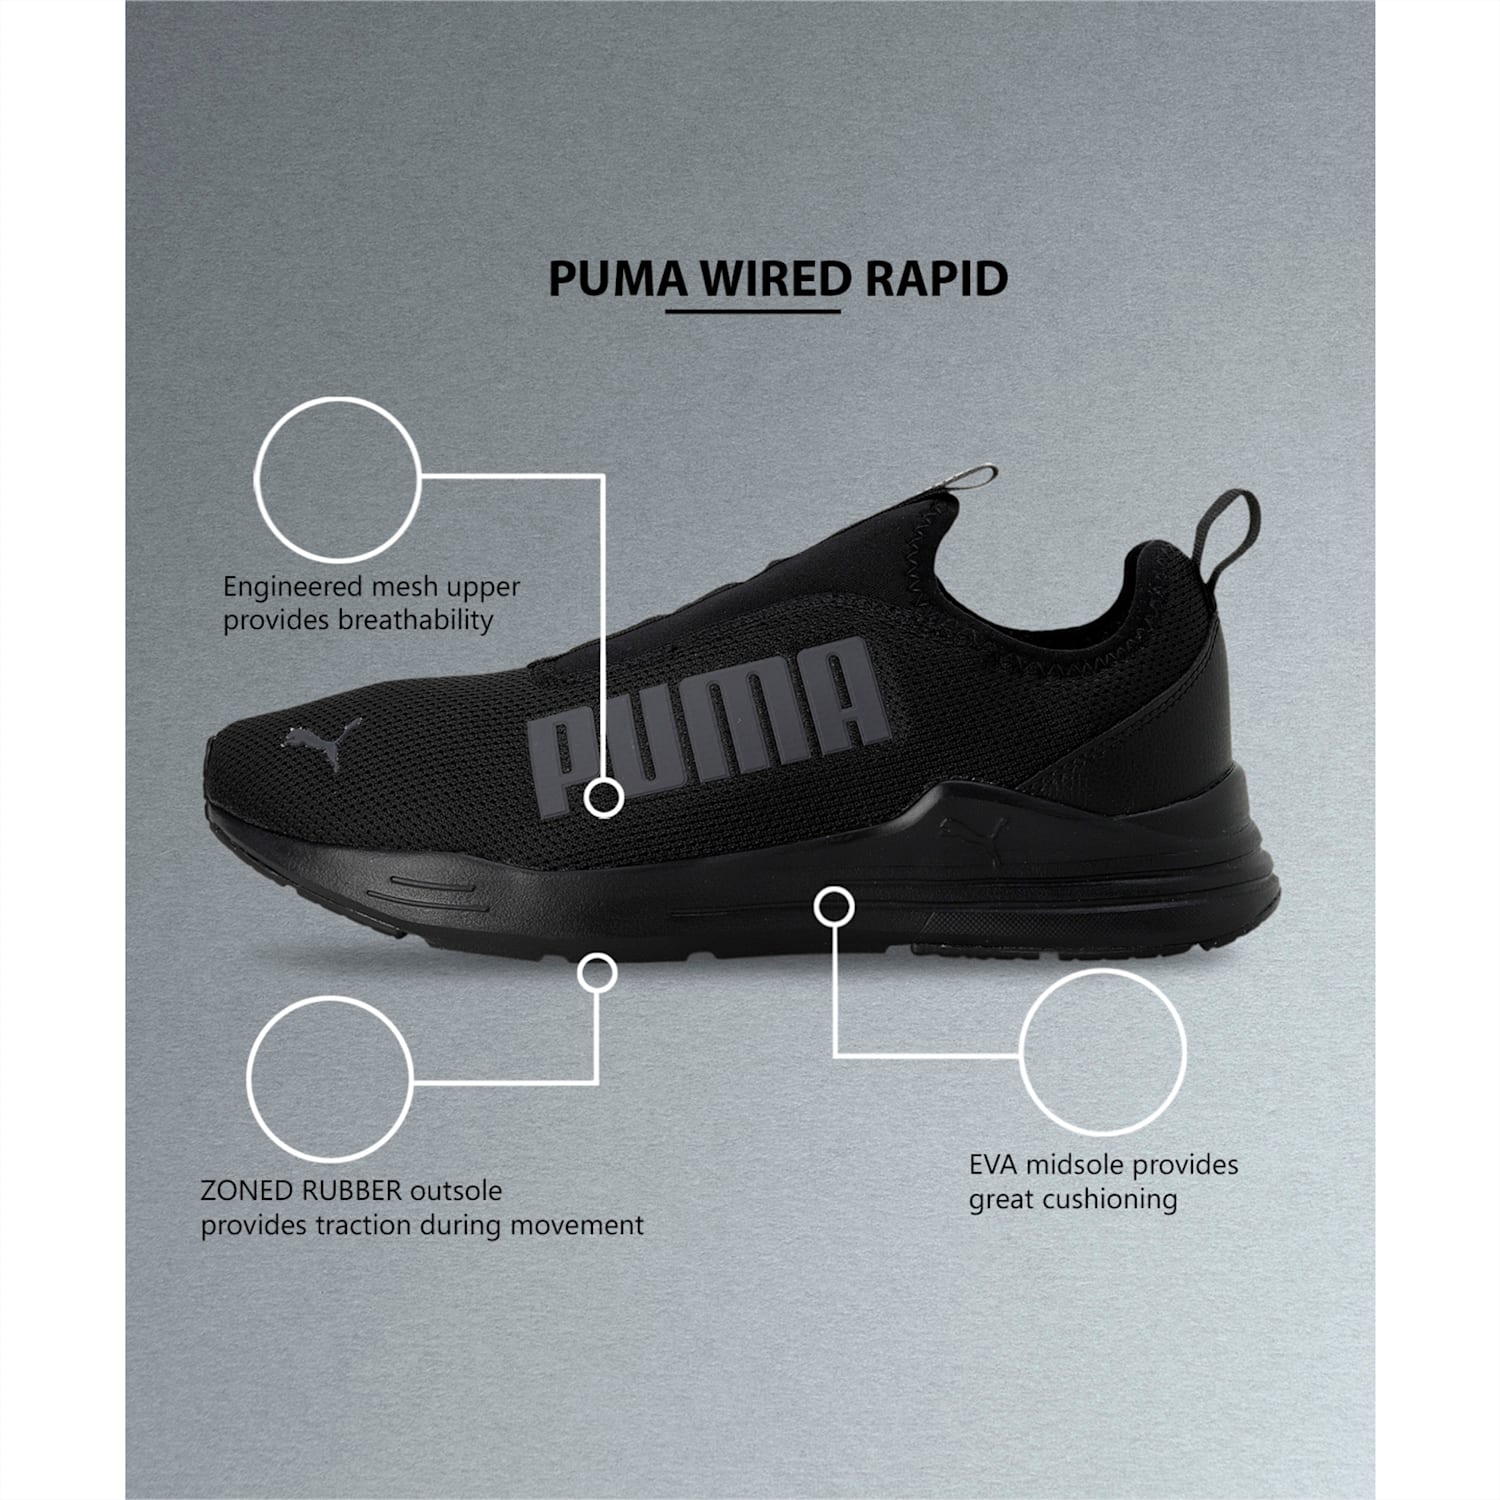 PUMA WIRED RAPID
Engineered mesh upper
provides breathability
PUMA
ZONED RUBBER outsole
provides traction during movement
EVA midsole provides
great cushioning